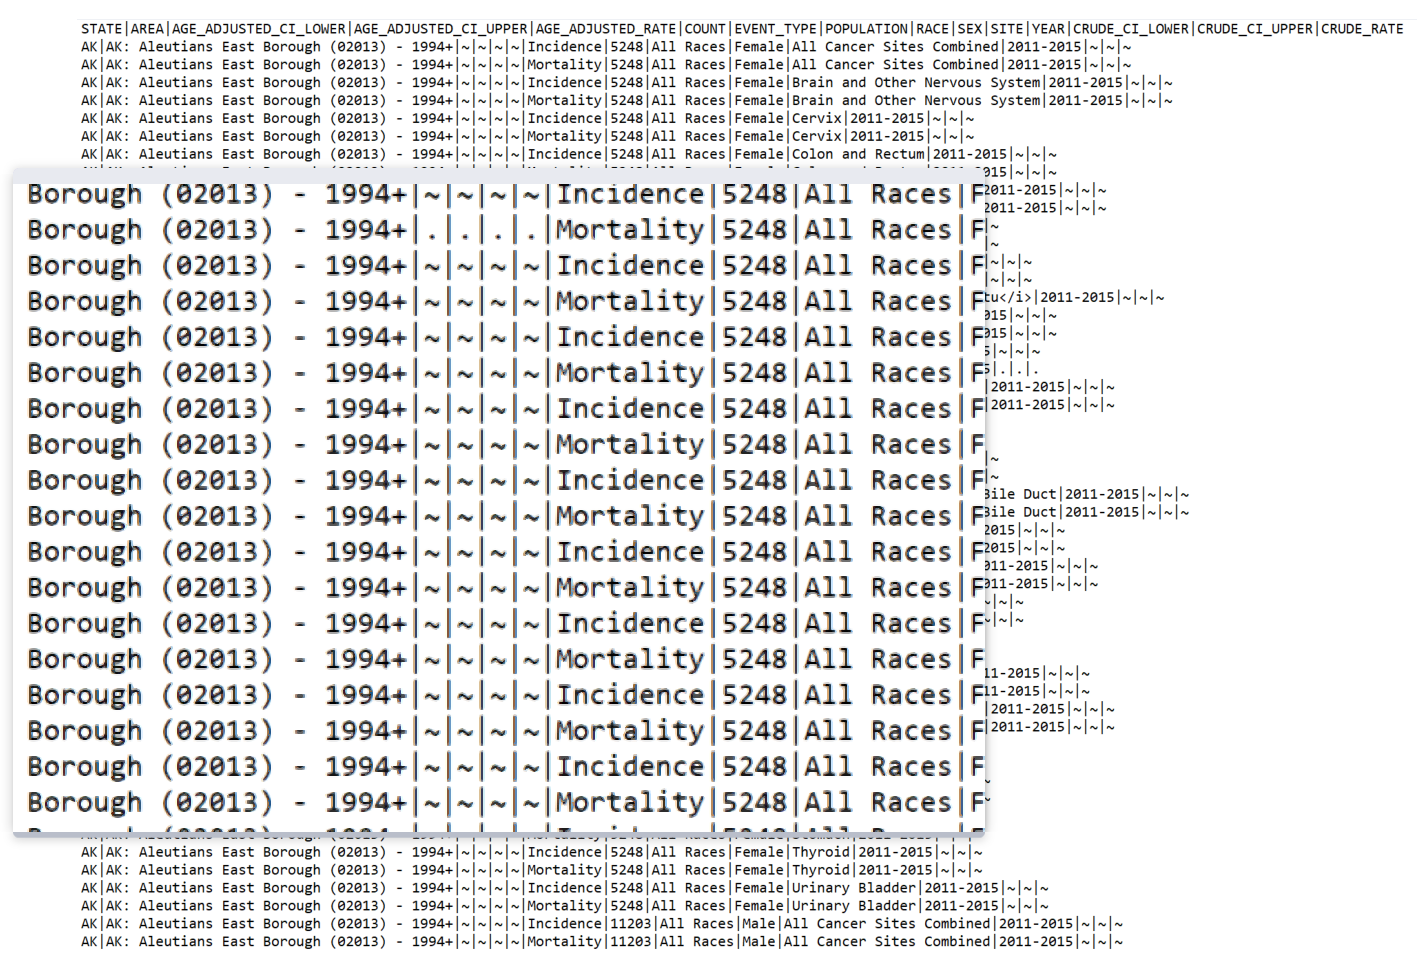 STATE|AREA|AGE_ADJUSTED_CI_LOWER|AGE_ADJUSTED_CI_UPPER|AGE_ADJUSTED_RATE|COUNT|EVENT_TYPE|POPULATION|RACE|SEX|SITE|YEAR|CRUDE_CI_LOWER|CRUDE_CI_UPPER|CRUDE_RATE
AK|AK: Aleutians East Borough (02013) - 1994+|~|~|~|~|Incidence|5248|All Races|Female|All Cancer Sites Combined|2011-2015|~|~|~
AK|AK: Aleutians East Borough (02013) - 1994+|~|~|~|~|Mortality|5248|All Races|Female|All Cancer Sites Combined|2011-2015|~|~|~
AK|AK: Aleutians East Borough (02013) - 1994+|~|~|~|~|Incidence|5248|All Races|Female|Brain and Other Nervous System|2011-2015|~|~|~
AK|AK: Aleutians East Borough (02013) - 1994+|~|~|~|~|Mortality|5248|All Races|Female|Brain and Other Nervous System|2011-2015|~|~|~
AK|AK: Aleutians East Borough (02013) - 1994+|~|~|~|~|Incidence|5248|All Races|Female|Cervix|2011-2015|~|~|~
AK|AK: Aleutians East Borough (02013) - 1994+|~|~|~|~|Mortality|5248|All Races|Female|Cervix|2011-2015|~|~|~
AK|AK: Aleutians East Borough (02013) - 1994+|~|~|~|~|Incidence|5248|All Races|Female|Colon and Rectum|2011-2015|~|~|~
Borough (02013) - 1994+|~|~|~|~|Incidence|5248|All Races|F
Borough (02013) - 1994+|.|.|.|.|Mortality|5248|All Races|F
Borough (02013) - 1994+|~|~|~|~|Incidence|5248|All Races|F
Borough (02013) - 1994+|~|~|~|~|Mortality|5248|All Races|F
Borough (02013) - 1994+|~|~|~|~|Incidence|5248|All Races|F
Borough (02013) - 1994+|~|~|~|~|Mortality|5248|All Races|F
Borough (02013) - 1994+|~|~|~|~|Incidence|5248|All Races|F
Borough (02013) - 1994+|~|~|~|~|Mortality|5248|All Races|F
Borough (02013) - 1994+|~|~|~|~|Incidence|5248|All Races|F
Borough (02013) - 1994+|~|~|~|~|Mortality|5248|All Races|F
Borough (02013) - 1994+|~|~|~|~|Incidence|5248|All Races|F
Borough (02013) - 1994+|~|~|~|~|Mortality|5248|All Races|F
Borough (02013) - 1994+|~|~|~|~|Incidence|5248|All Races|F
Borough (02013) - 1994+|~|~|~|~|Mortality|5248|All Races|F
Borough (02013) - 1994+|~|~|~|~|Incidence|5248|All Races|F
Borough (02013) - 1994+|~|~|~|~|Mortality|5248|All Races|F
Borough (02013) - 1994+|~|~|~|~|Incidence|5248|All Races|F
Borough (02013) - 1994+|~|~|~|~|Mortality|5248|All Races|F
015|~|~|~
2011-2015|~|~|~
2011-2015|~|~|~
|~
|~
|~|~|~
|~|~|~
tu</i>|2011-2015|~|~|~
015|~|~|~
015|~|~|~
5|~|~|~
5|.|.|.
|2011-2015|~|~|~
|2011-2015|~|~|~
|~
|~
Bile Duct|2011-2015|~|~|~
Bile Duct|2011-2015|~|~|~
2015|~|~|~
2015|~|~|~
011-2015|~|~|~
011-2015|~|~|~
~|~|~
~|~|~
11-2015|~|~|~
11-2015|~|~|~
|2011-2015|~|~|~
|2011-2015|~|~|~
~
~
AK|AK: Aleutians East Borough (02013) - 1994+|~|~|~|~|Incidence|5248|All Races|Female|Thyroid|2011-2015|~|~|~
AK|AK: Aleutians East Borough (02013) - 1994+|~|~|~|~|Mortality|5248|All Races|Female|Thyroid|2011-2015|~|~|~
AK|AK: Aleutians East Borough (02013) - 1994+|~|~|~|~|Incidence|5248|All Races|Female|Urinary Bladder|2011-2015|~|~|~
AK|AK: Aleutians East Borough (02013) - 1994+|~|~|~|~|Mortality|5248|All Races|Female|Urinary Bladder|2011-2015|~|~|~
AK|AK: Aleutians East Borough (02013) - 1994+|~|~|~|~|Incidence|11203|All Races|Male|All Cancer Sites Combined|2011-2015|~|~|~
AK|AK: Aleutians East Borough (02013) - 1994+|~|~|~|~|Mortality|11203|All Races|Male|All Cancer Sites Combined|2011-2015|~|~|~